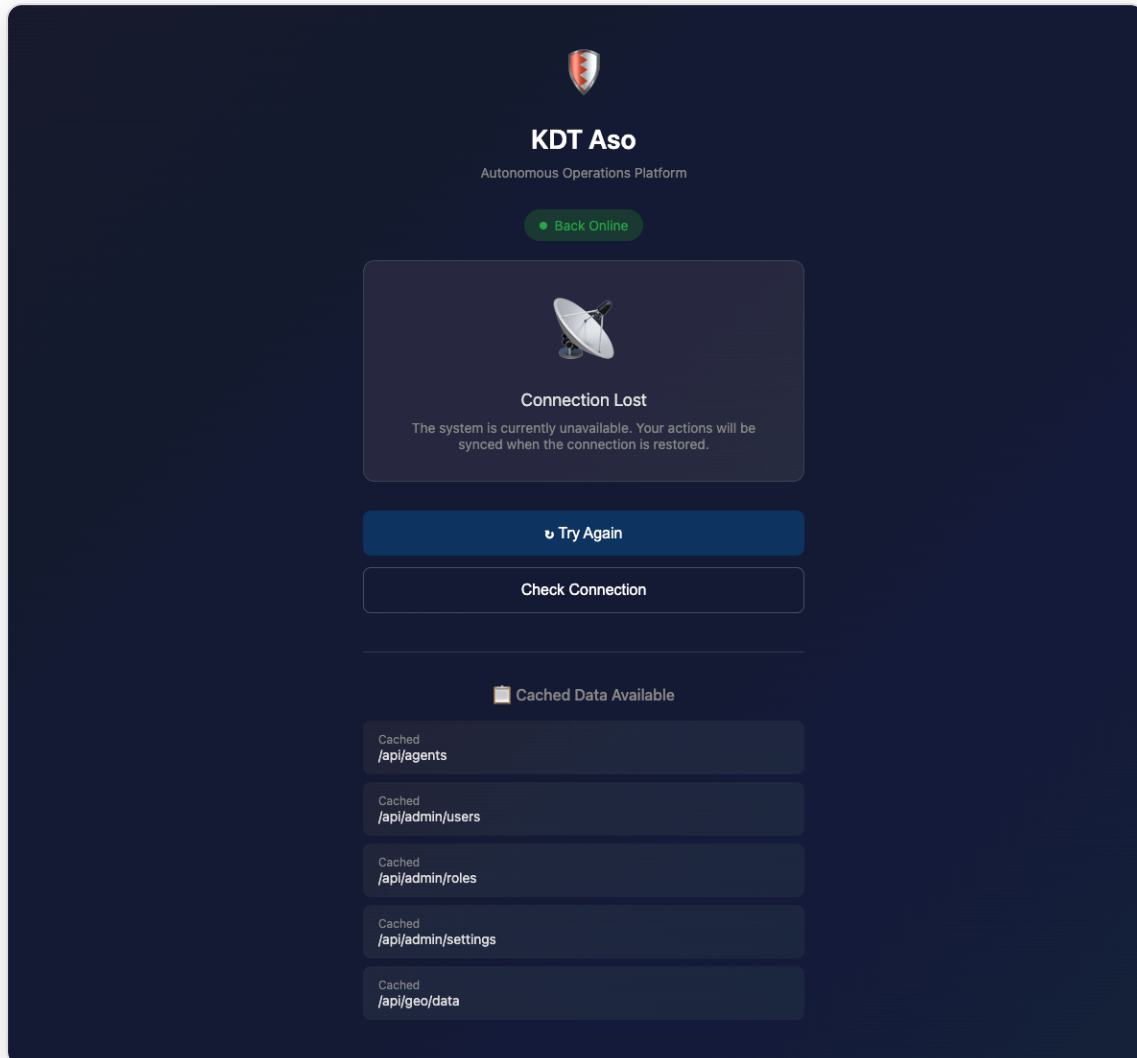 KDT Aso
Autonomous Operations Platform
Back Online
Connection Lost
The system is currently unavailable. Your actions will be
synced when the connection is restored.
↻ Try Again
Check Connection
📋 Cached Data Available
Cached
/api/agents
Cached
/api/admin/users
Cached
/api/admin/roles
Cached
/api/admin/settings
Cached
/api/geo/data